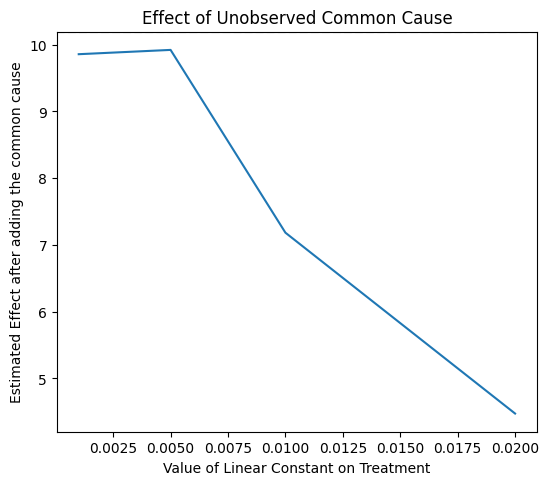 Effect of Unobserved Common Cause
Estimated Effect after adding the common cause
10
9
8
7
6
5
0.0025 0.0050 0.0075 0.0100 0.0125 0.0150 0.0175 0.0200
Value of Linear Constant on Treatment